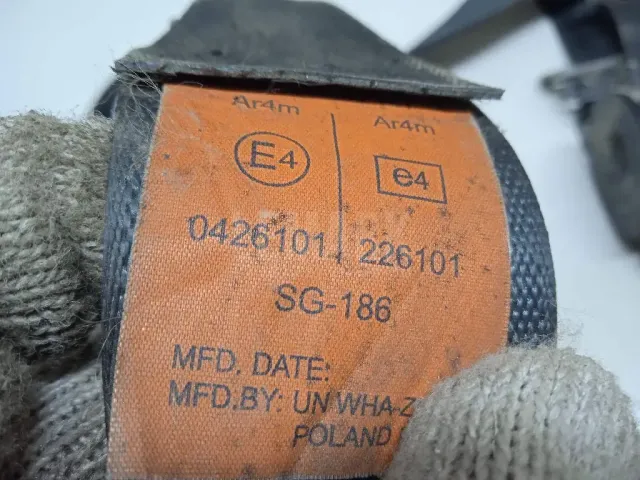 Ar4m
Ar4m
E4
e4
0426101
226101
SG-186
MFD. DATE:
MFD.BY: UN WHA-Z
POLAND